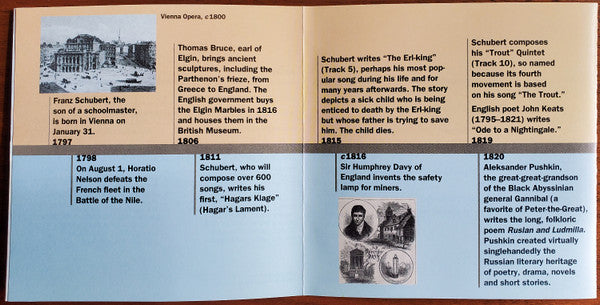 Vienna Opera, c1800
Franz Schubert, the
son of a schoolmaster,
is born in Vienna on
January 31.
1797
Thomas Bruce, earl of
Elgin, brings ancient
sculptures, including the
Parthenon's frieze, from
Greece to England. The
English government buys
the Elgin Marbles in 1816
and houses them in the
British Museum.
1806
1798
On August 1, Horatio
Nelson defeats the
French fleet in the
Battle of the Nile.
1811
Schubert, who will
compose over 600
songs, writes his
first, "Hagars Klage"
(Hagar's Lament).
Schubert writes "The Erl-king"
(Track 5), perhaps his most pop-
ular song during his life and for
many years afterwards. The story
depicts a sick child who is being
enticed to death by the Erl-king
but whose father is trying to save
him. The child dies.
1815
Schubert composes
his "Trout" Quintet
(Track 10), so named
because its fourth
movement is based
on his song "The Trout."
English poet John Keats
(1795–1821) writes
"Ode to a Nightingale."
1819
c1816
Sir Humphrey Davy of
England invents the safety
lamp for miners.
1820
Aleksander Pushkin,
the great-great-grandson
of the Black Abyssinian
general Gannibal (a
favorite of Peter-the-Great),
writes the long, folkloric
poem Ruslan and Ludmilla.
Pushkin created virtually
singlehandedly the
Russian literary heritage
of poetry, drama, novels
and short stories.